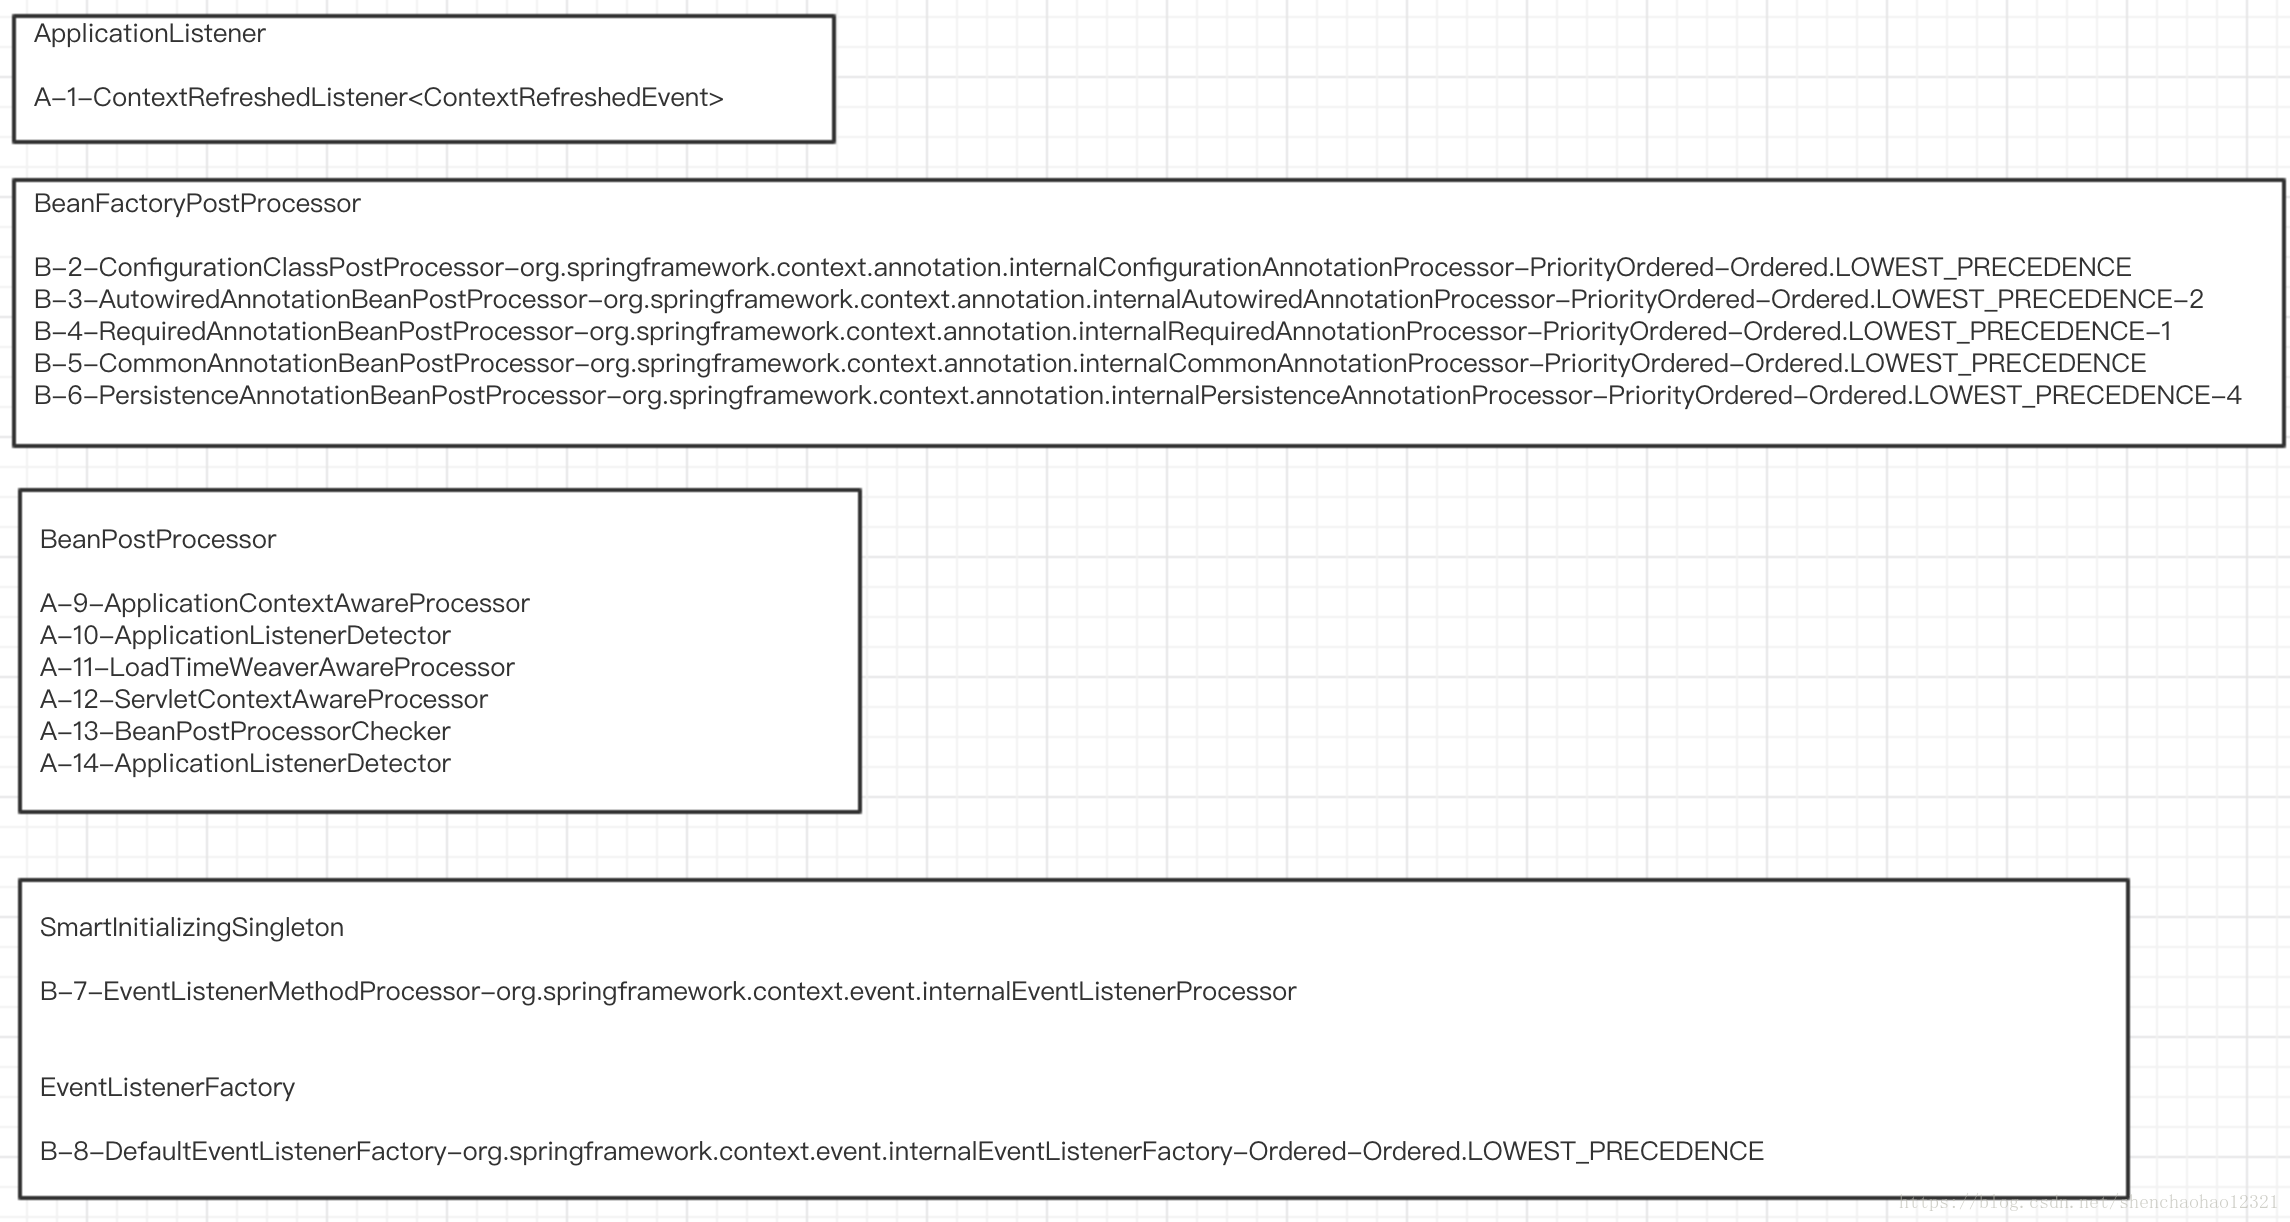 ApplicationListener
A-1-ContextRefreshedListener<ContextRefreshedEvent>
BeanFactoryPostProcessor
B-2-ConfigurationClassPostProcessor-org.springframework.context.annotation.internalConfigurationAnnotationProcessor-PriorityOrdered-Ordered.LOWEST_PRECEDENCE
B-3-AutowiredAnnotationBeanPostProcessor-org.springframework.context.annotation.internalAutowiredAnnotationProcessor-PriorityOrdered-Ordered.LOWEST_PRECEDENCE-2
B-4-RequiredAnnotationBeanPostProcessor-org.springframework.context.annotation.internalRequiredAnnotationProcessor-PriorityOrdered-Ordered.LOWEST_PRECEDENCE-1
B-5-CommonAnnotationBeanPostProcessor-org.springframework.context.annotation.internalCommonAnnotationProcessor-PriorityOrdered-Ordered.LOWEST_PRECEDENCE
B-6-PersistenceAnnotationBeanPostProcessor-org.springframework.context.annotation.internalPersistenceAnnotationProcessor-PriorityOrdered-Ordered.LOWEST_PRECEDENCE-4
BeanPostProcessor
A-9-ApplicationContextAwareProcessor
A-10-ApplicationListenerDetector
A-11-LoadTimeWeaverAwareProcessor
A-12-ServletContextAwareProcessor
A-13-BeanPostProcessorChecker
A-14-ApplicationListenerDetector
SmartInitializingSingleton
B-7-EventListenerMethodProcessor-org.springframework.context.event.internalEventListenerProcessor
EventListenerFactory
B-8-DefaultEventListenerFactory-org.springframework.context.event.internalEventListenerFactory-Ordered-Ordered.LOWEST_PRECEDENCE
https://blog.csdn.net/shenchaohao12321